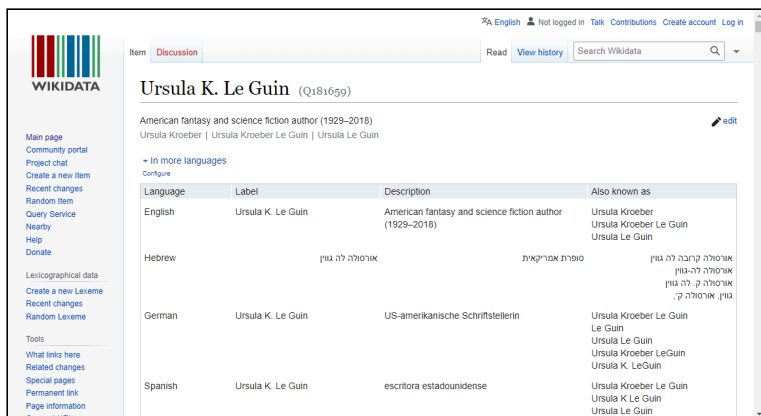 English Not logged in Talk Contributions Create account Log in
Item Discussion Read View history Search Wikidata
WIKIDATA
Main page
Community portal
Project chat
Create a new Item
Recent changes
Random Item
Query Service
Nearby
Help
Donate
Lexicographical data
Create a new Lexeme
Recent changes
Random Lexeme
Tools
What links here
Related changes
Special pages
Permanent link
Page information
Ursula K. Le Guin (Q181659)
American fantasy and science fiction author (1929–2018)
edit
Ursula Kroeber | Ursula Kroeber Le Guin | Ursula Le Guin
In more languages
Configure
Language Label Description Also known as
English Ursula K. Le Guin American fantasy and science fiction author Ursula Kroeber
(1929–2018) Ursula Kroeber Le Guin
Ursula Le Guin
Hebrew אורסולה לה גווין סופרת אמריקאית אורסולה קרובה לה גווין
אורסולה לה-גווין
אורסולה ק. לה גווין
גווין, אורסולה ק',
German Ursula K. Le Guin US-amerikanische Schriftstellerin Ursula Kroeber Le Guin
Le Guin
Ursula Le Guin
Ursula Kroeber LeGuin
Ursula K. LeGuin
Spanish Ursula K. Le Guin escritora estadounidense Ursula Kroeber Le Guin
Ursula K Le Guin
Ursula Le Guin